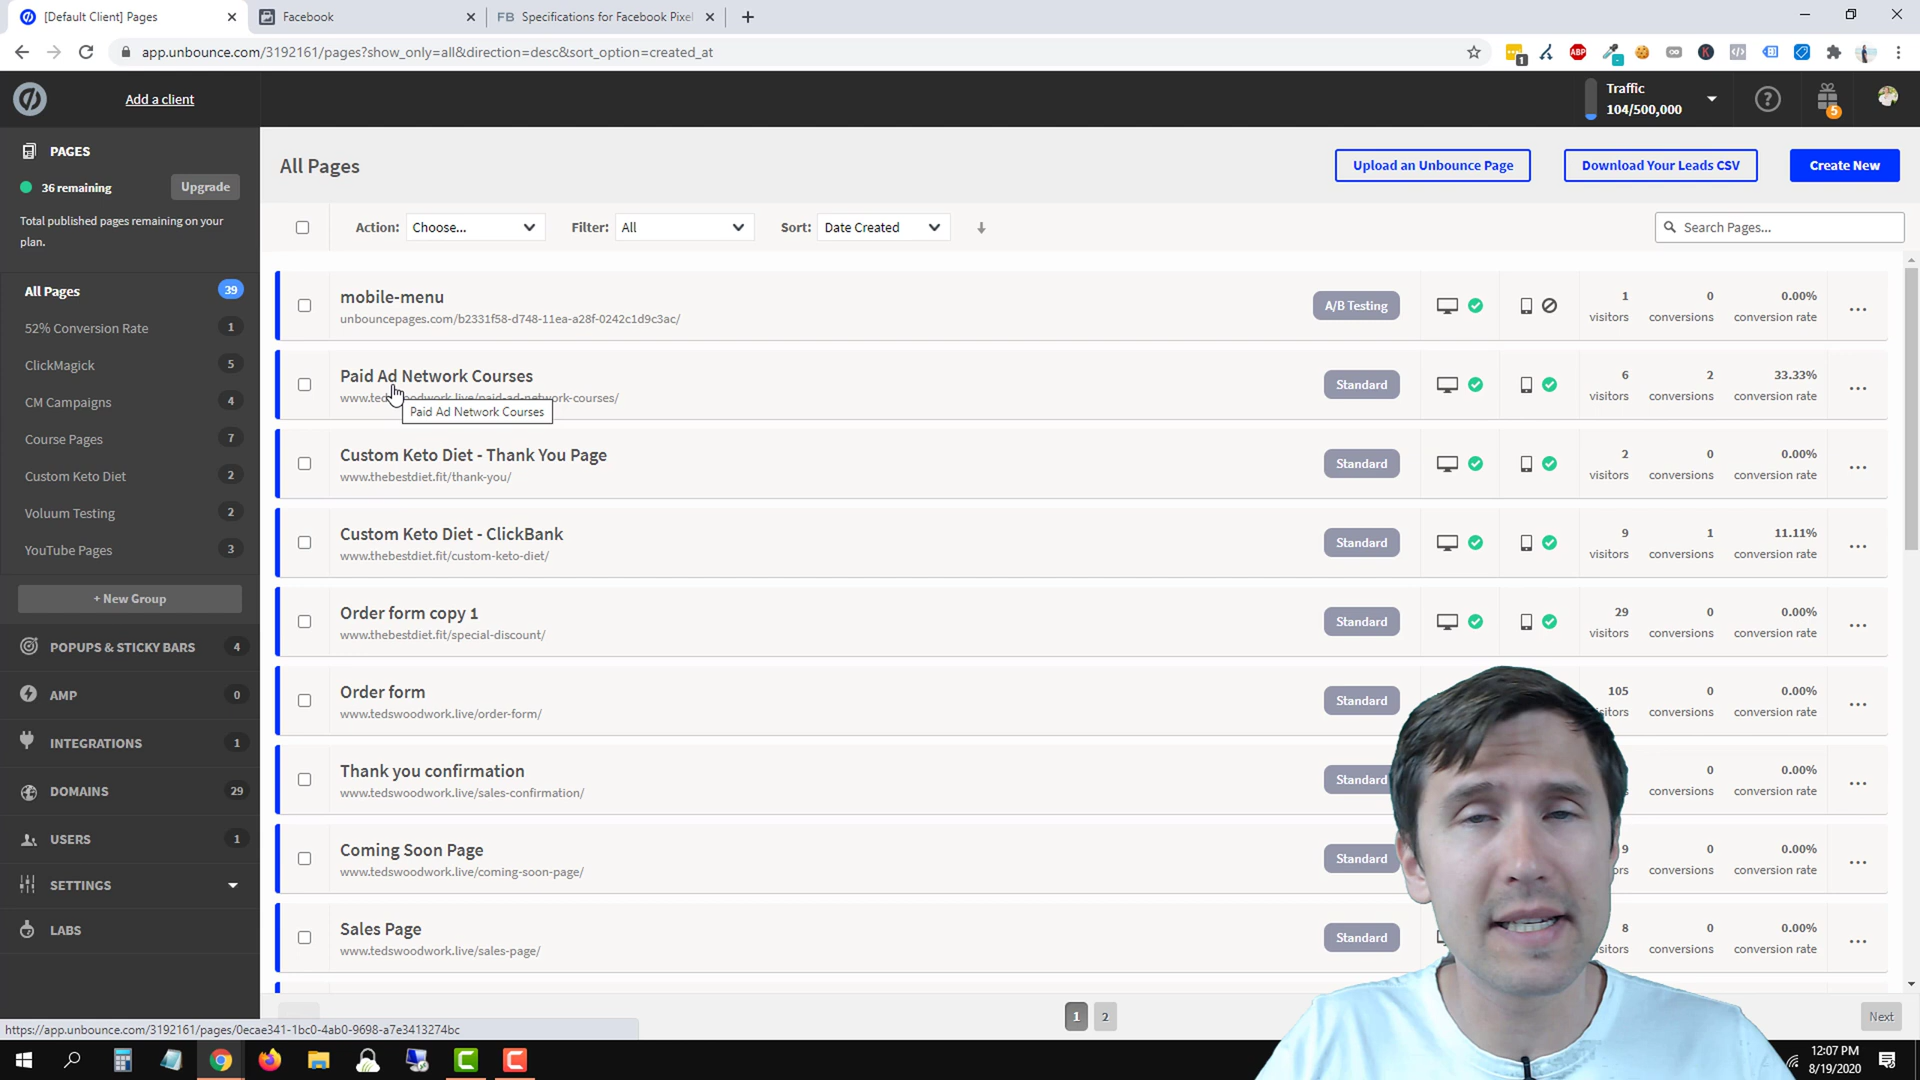 [Default Client] Pages
Facebook
FB Specifications for Facebook Pixel
app.unbounce.com/3192161/pages?show_only=all&direction=desc&sort_option=created_at
1
ABP
Add a client
Traffic
104/500,000
5
PAGES
36 remaining
Upgrade
Total published pages remaining on your
plan.
All Pages 39
52% Conversion Rate 1
ClickMagick 5
CM Campaigns 4
Course Pages 7
Custom Keto Diet 2
Voluum Testing 2
YouTube Pages 3
+ New Group
POPUPS & STICKY BARS 4
AMP 0
INTEGRATIONS 1
DOMAINS 29
USERS 1
SETTINGS
LABS
All Pages
Upload an Unbounce Page
Download Your Leads CSV
Create New
Action: Choose... Filter: All Sort: Date Created
Search Pages...
mobile-menu
unbouncepages.com/b2331f58-d748-11ea-a28f-0242c1d9c3ac/
A/B Testing
1 0 0.00%
visitors conversions conversion rate
Paid Ad Network Courses
www.tedswoodwork.live/paid-ad-network-courses/
Paid Ad Network Courses
Standard
6 2 33.33%
visitors conversions conversion rate
Custom Keto Diet - Thank You Page
www.thebestdiet.fit/thank-you/
Standard
2 0 0.00%
visitors conversions conversion rate
Custom Keto Diet - ClickBank
www.thebestdiet.fit/custom-keto-diet/
Standard
9 1 11.11%
visitors conversions conversion rate
Order form copy 1
www.thebestdiet.fit/special-discount/
Standard
29 0 0.00%
visitors conversions conversion rate
Order form
www.tedswoodwork.live/order-form/
Standard
105 0 0.00%
conversions conversion rate
Thank you confirmation
www.tedswoodwork.live/sales-confirmation/
Standard
0 0.00%
conversions conversion rate
Coming Soon Page
www.tedswoodwork.live/coming-soon-page/
Standard
9 0 0.00%
conversions conversion rate
Sales Page
www.tedswoodwork.live/sales-page/
Standard
8 0 0.00%
conversions conversion rate
1 2
Next
https://app.unbounce.com/3192161/pages/0ecae341-1bc0-4ab0-9698-a7e3413274bc
12:07 PM
8/19/2020